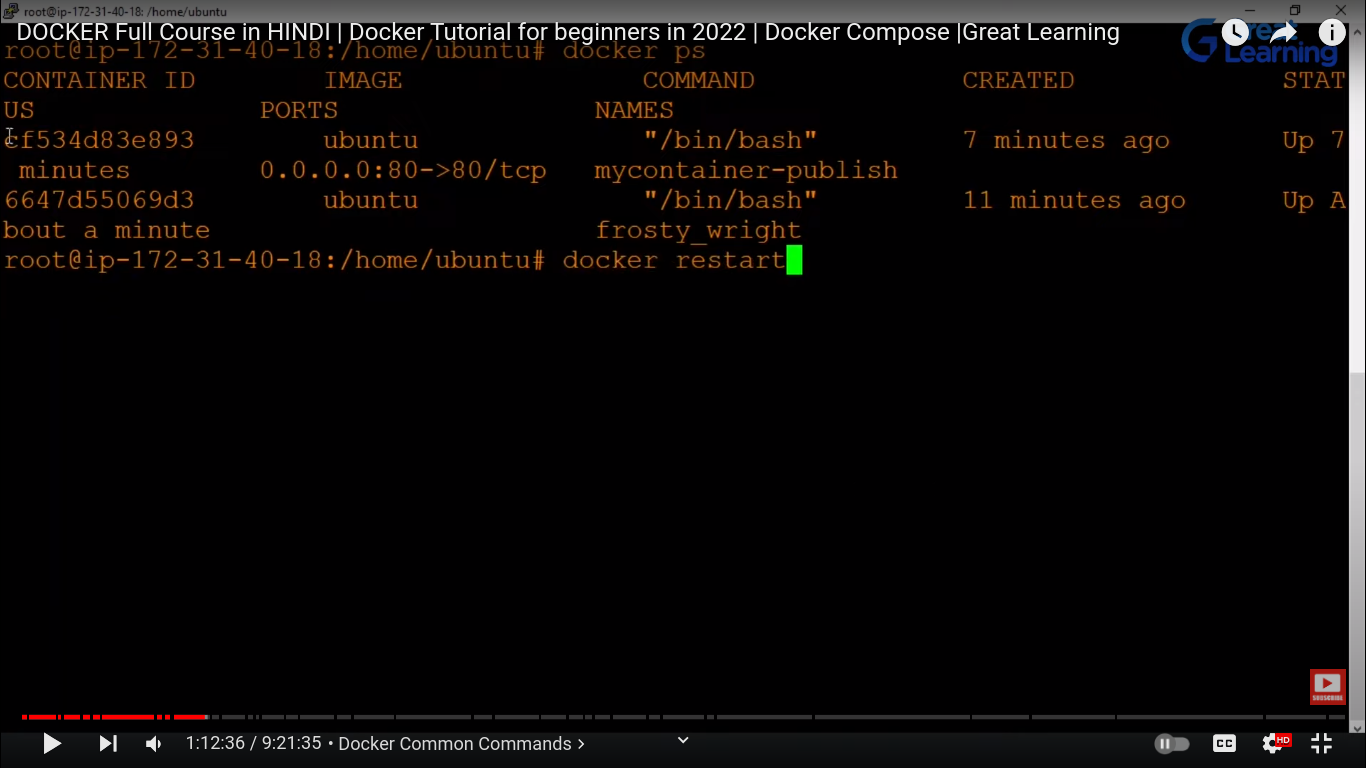 root@ip-172-31-40-18: /home/ubuntu
DOCKER Full Course in HINDI | Docker Tutorial for beginners in 2022 | Docker Compose |Great Learning
Great Learning
root@ip-172-31-40-18:/home/ubuntu# docker ps
CONTAINER ID IMAGE COMMAND CREATED STAT
US PORTS NAMES
cf534d83e893 ubuntu "/bin/bash" 7 minutes ago Up 7
minutes 0.0.0.0:80->80/tcp mycontainer-publish
6647d55069d3 ubuntu "/bin/bash" 11 minutes ago Up A
bout a minute frosty_wright
root@ip-172-31-40-18:/home/ubuntu# docker restart
SUBSCRIBE
1:12:36 / 9:21:35 • Docker Common Commands >
CC
HD